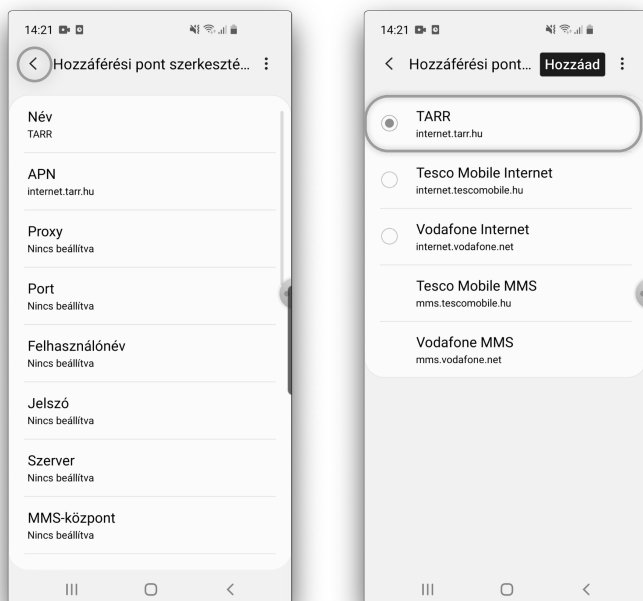 14:21
Hozzáférési pont szerkeszté...
Név
TARR
APN
internet.tarr.hu
Proxy
Nincs beállítva
Port
Nincs beállítva
Felhasználónév
Nincs beállítva
Jelszó
Nincs beállítva
Szerver
Nincs beállítva
MMS-központ
Nincs beállítva
14:21
Hozzáférési pont... Hozzáad
TARR
internet.tarr.hu
Tesco Mobile Internet
internet.tescomobile.hu
Vodafone Internet
internet.vodafone.net
Tesco Mobile MMS
mms.tescomobile.hu
Vodafone MMS
mms.vodafone.net